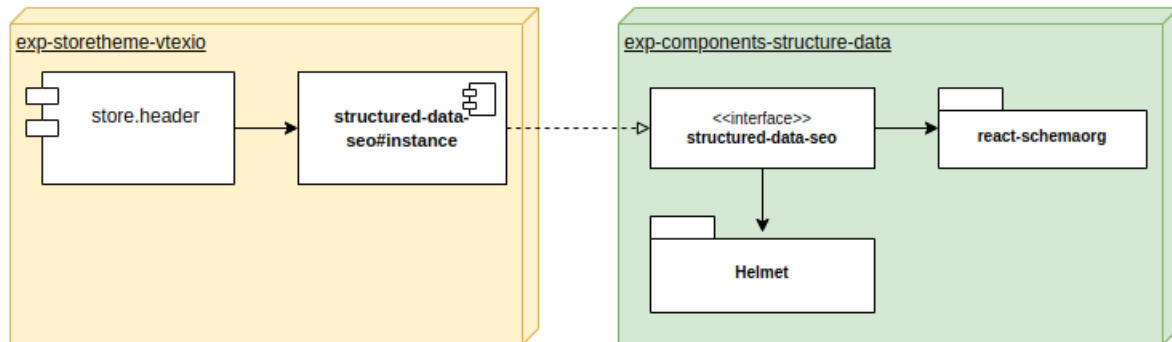 exp-storetheme-vtexio
store.header
structured-data-
seo#instance
exp-components-structure-data
<<interface>>
structured-data-seo
react-schemaorg
Helmet